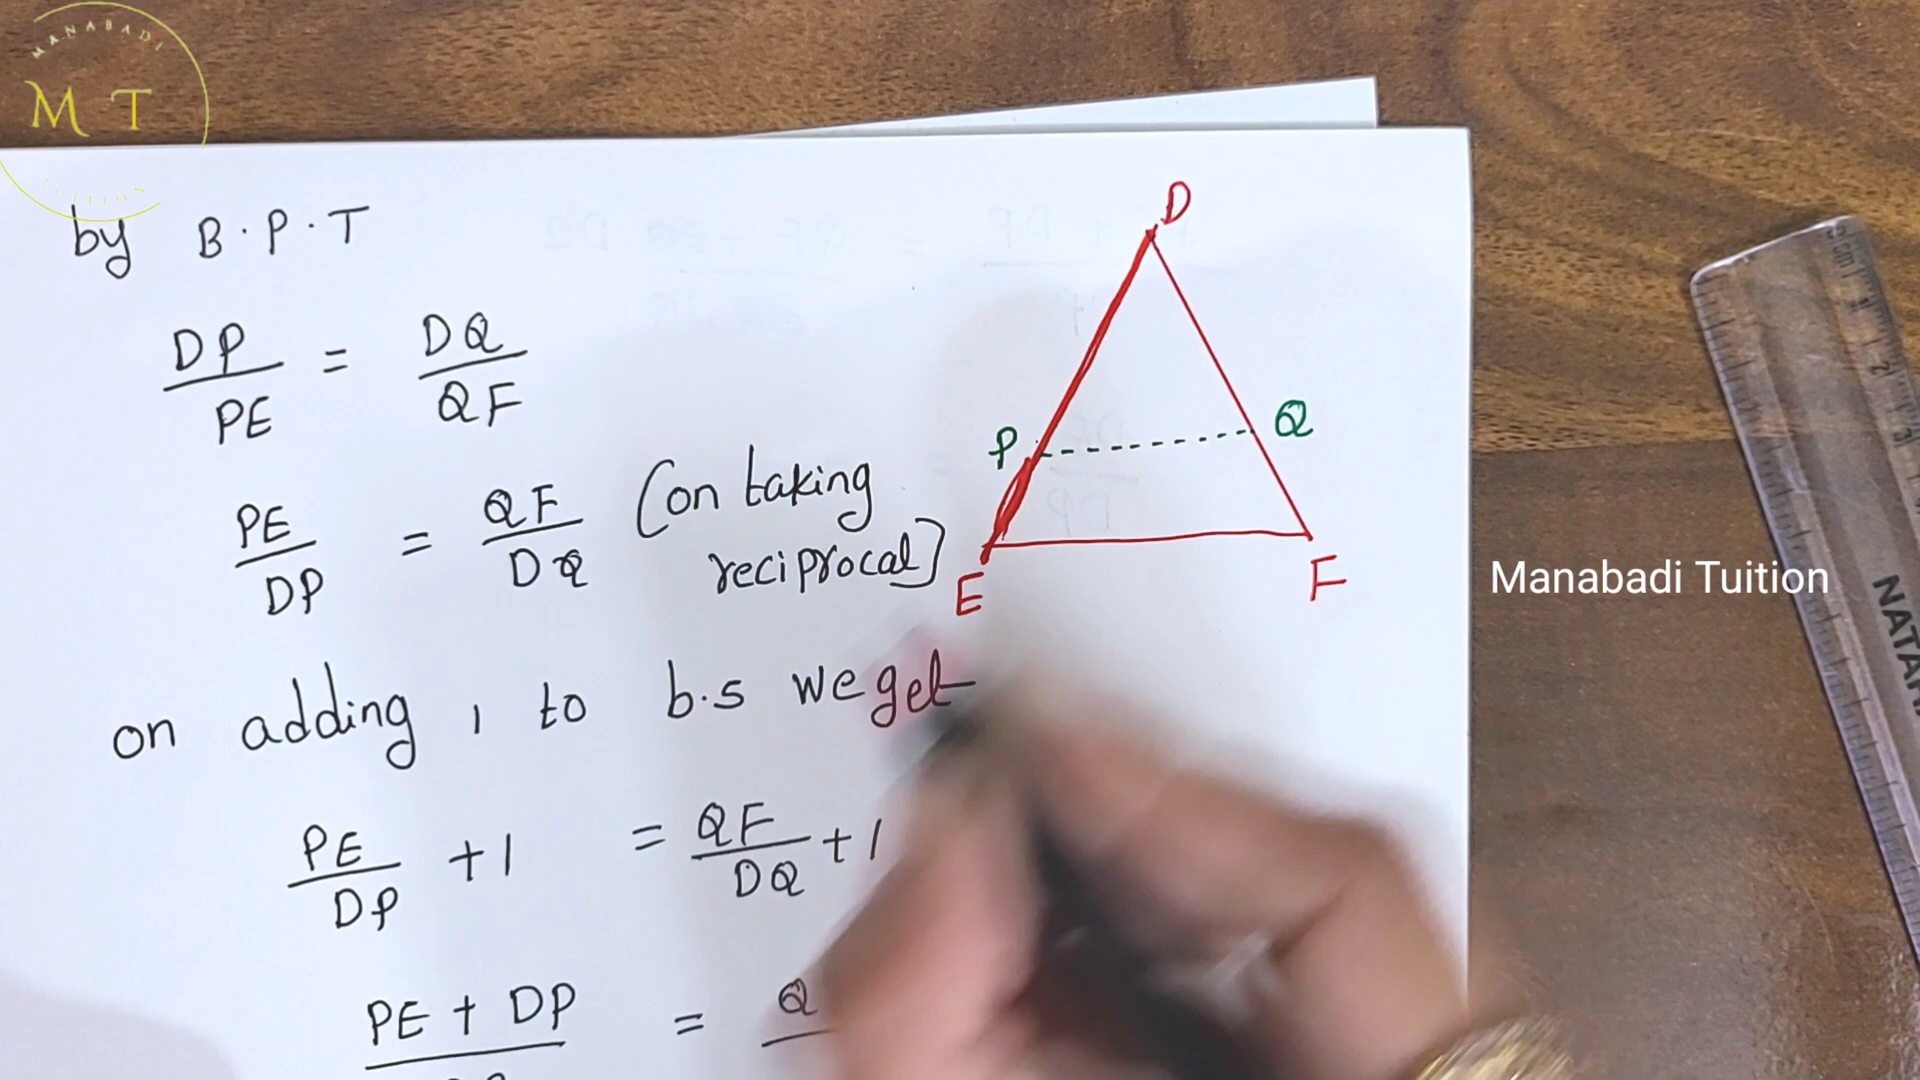 MANABADI
M T
TUITION
by B.P.T
DP/PE = DQ/QF
PE/DP = QF/DQ (on taking
reciprocal]
on adding 1 to b.s we get
PE/DP + 1 = QF/DQ + 1
PE + DP = Q
D
P
Q
E
F
Manabadi Tuition